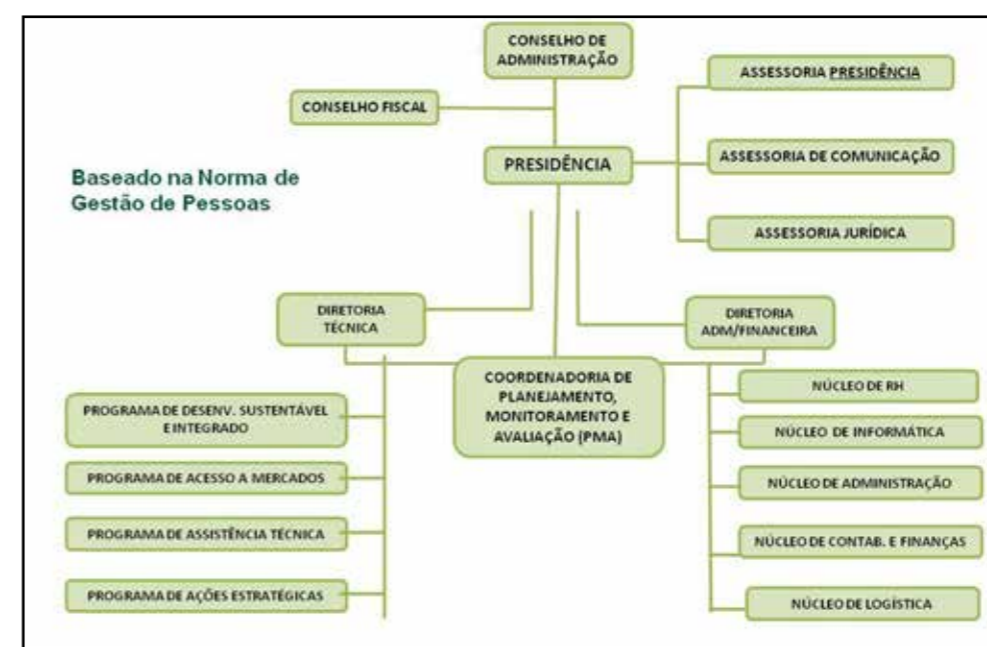 CONSELHO DE
ADMINISTRAÇÃO
CONSELHO FISCAL
PRESIDÊNCIA
ASSESSORIA PRESIDÊNCIA
ASSESSORIA DE COMUNICAÇÃO
ASSESSORIA JURÍDICA
Baseado na Norma de
Gestão de Pessoas
DIRETORIA
TÉCNICA
DIRETORIA
ADM/FINANCEIRA
COORDENADORIA DE
PLANEJAMENTO,
MONITORAMENTO E
AVALIAÇÃO (PMA)
PROGRAMA DE DESENV. SUSTENTÁVEL
E INTEGRADO
PROGRAMA DE ACESSO A MERCADOS
PROGRAMA DE ASSISTÊNCIA TÉCNICA
PROGRAMA DE AÇÕES ESTRATÉGICAS
NÚCLEO DE RH
NÚCLEO DE INFORMÁTICA
NÚCLEO DE ADMINISTRAÇÃO
NÚCLEO DE CONTAB. E FINANÇAS
NÚCLEO DE LOGÍSTICA